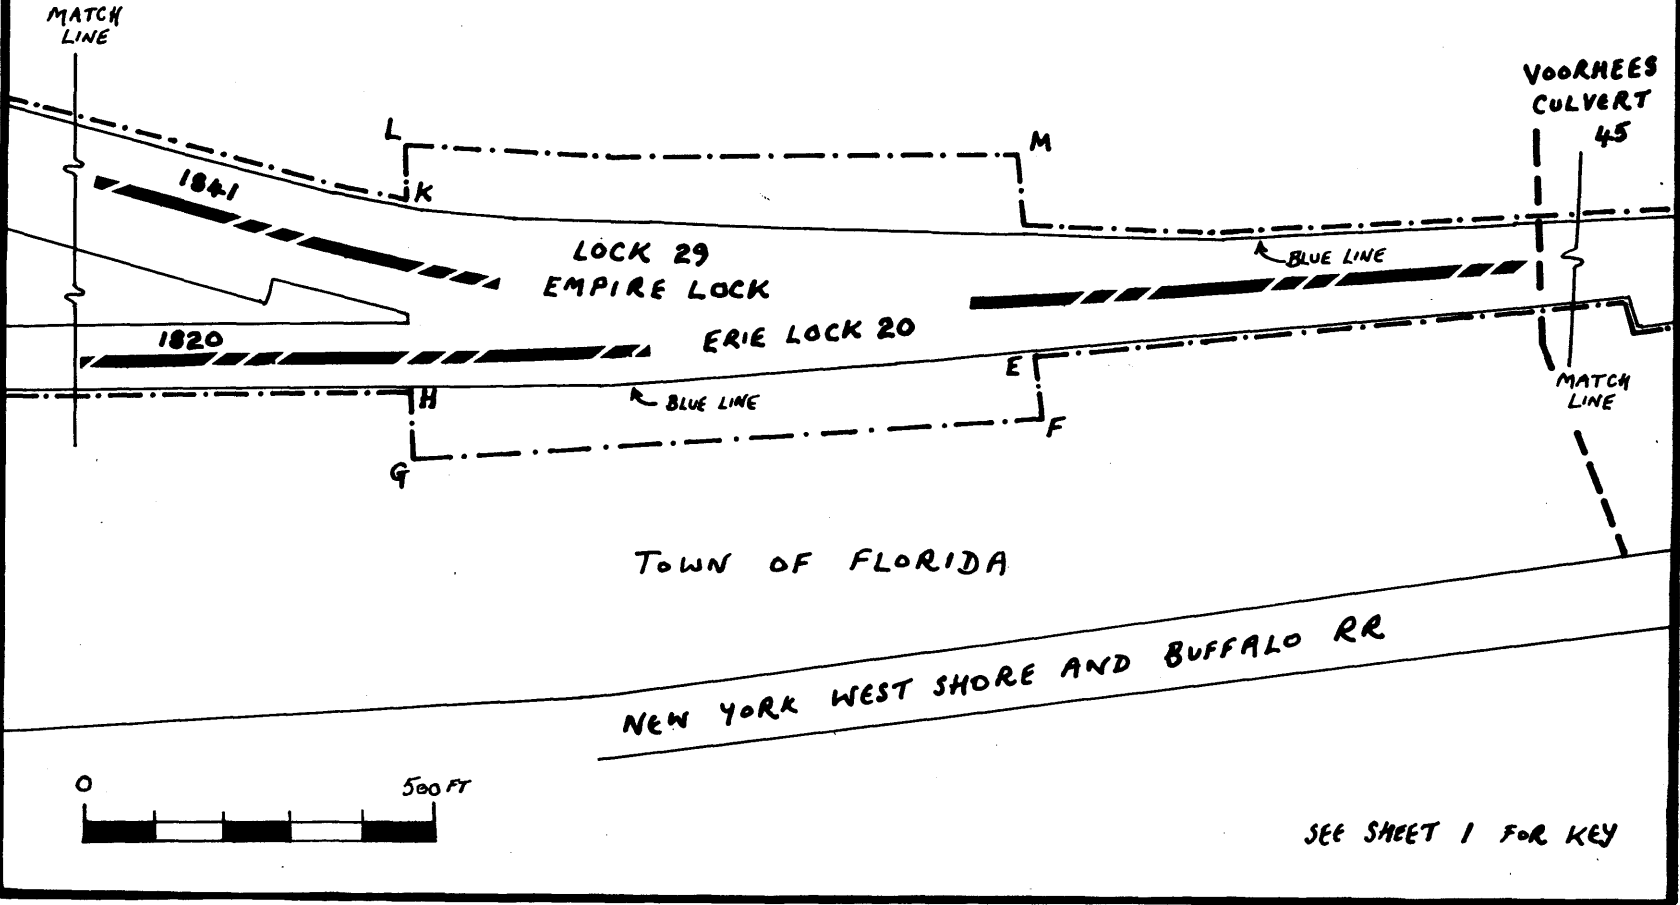 MATCH
LINE
VOORHEES
CULVERT
45
L
M
K
1841
LOCK 29
EMPIRE LOCK
BLUE LINE
1820
ERIE LOCK 20
E
H
BLUE LINE
MATCH
LINE
F
G
TOWN OF FLORIDA
NEW YORK WEST SHORE AND BUFFALO RR
0
500 FT
SEE SHEET 1 FOR KEY